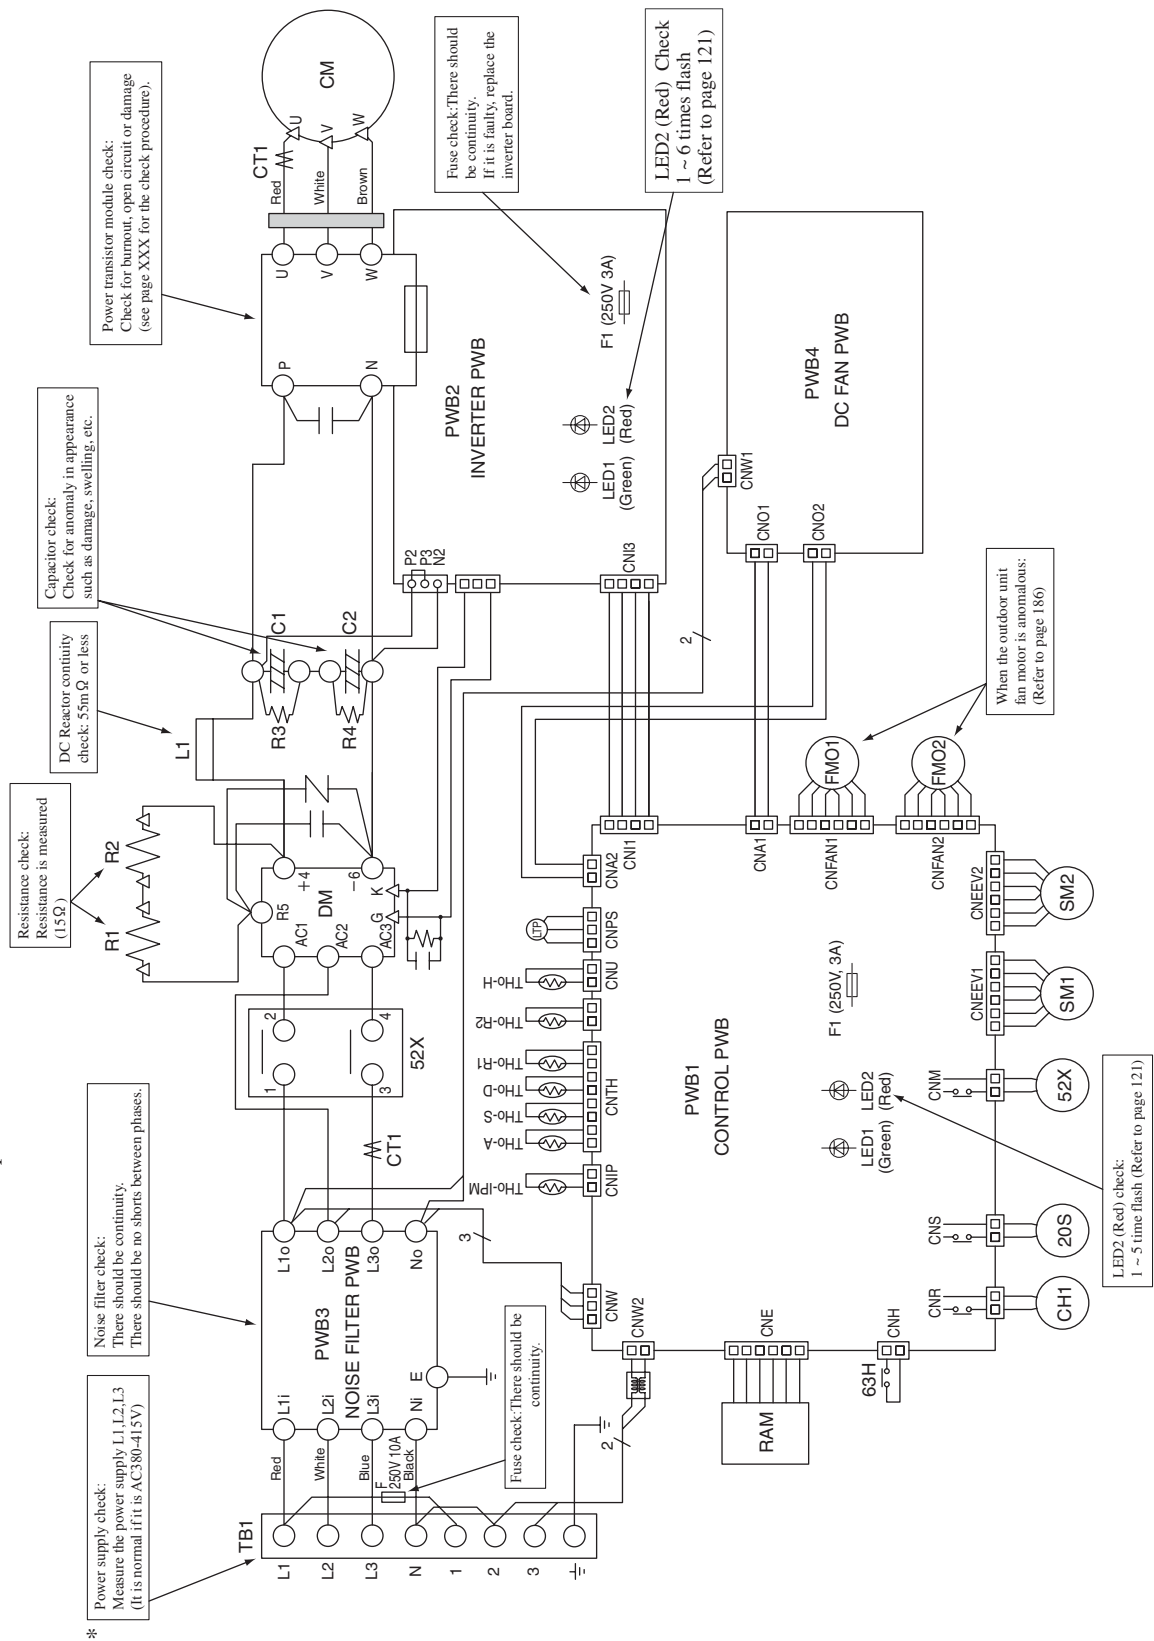 *
Power supply check:
Measure the power supply L1,L2,L3
(It is normal if it is AC380-415V)
Noise filter check:
There should be continuity.
There should be no shorts between phases.
Resistance check:
Resistance is measured
(15Ω)
DC Reactor contiuity
check: 55m Ω or less
Capacitor check:
Check for anomaly in appearance
such as damage, swelling, etc.
Power transistor module check:
Check for burnout, open circuit or damage
(see page XXX for the check procedure).
TB1
L1
L2
L3
N
1
2
3
Red
White
Blue
Black
F
250V 10A
L1i
L2i
L3i
Ni
E
PWB3
NOISE FILTER PWB
L1o
L2o
L3o
No
Fuse check:There should be
continuity.
CT1
1
2
3
4
52X
R1
R2
AC1
AC2
AC3
R5
DM
+4
-6
G
K
L1
R3
R4
C1
C2
P
N
U
V
W
Red
White
Brown
CT1
U
V
W
CM
P2
P3
N2
CNI3
PWB2
INVERTER PWB
LED1
(Green)
LED2
(Red)
F1 (250V 3A)
Fuse check:There should
be continuity.
If it is faulty, replace the
inverter board.
LED2 (Red) Check
1 ~ 6 times flash
(Refer to page 121)
2
3
2
CNW
CNW2
CNIP
CNTH
CNU
CNPS
CNA2
CNI1
THo-IPM
THo-A
THo-S
THo-D
THo-R1
THo-R2
THo-H
LTP
PWB1
CONTROL PWB
LED1
(Green)
LED2
(Red)
F1 (250V, 3A)
CNA1
CNFAN1
CNFAN2
FMO1
FMO2
CNW1
CNO1
CNO2
PWB4
DC FAN PWB
When the outdoor unit
fan motor is anomalous:
(Refer to page 186)
CNE
RAM
CNH
63H
CNR
CH1
CNS
20S
CNM
52X
CNEEV1
SM1
CNEEV2
SM2
LED2 (Red) check:
1 ~ 5 time flash (Refer to page 121)